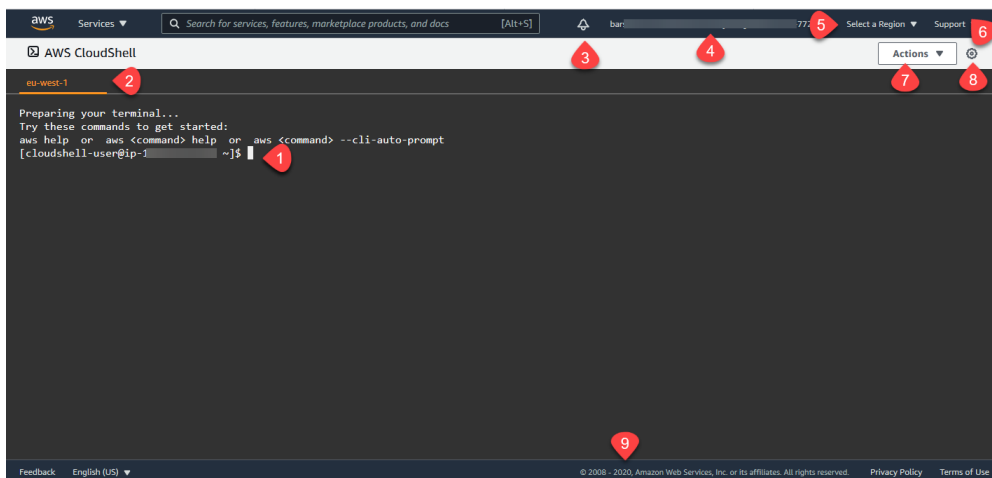 aws Services ▼ Search for services, features, marketplace products, and docs [Alt+S] bar 772 5 Select a Region ▼ Support 6
3 4
AWS CloudShell Actions ▼
7 8
eu-west-1 2
Preparing your terminal...
Try these commands to get started:
aws help or aws <command> help or aws <command> --cli-auto-prompt
[cloudshell-user@ip-1 ~]$ 1
9
Feedback English (US) ▼ © 2008 - 2020, Amazon Web Services, Inc. or its affiliates. All rights reserved. Privacy Policy Terms of Use